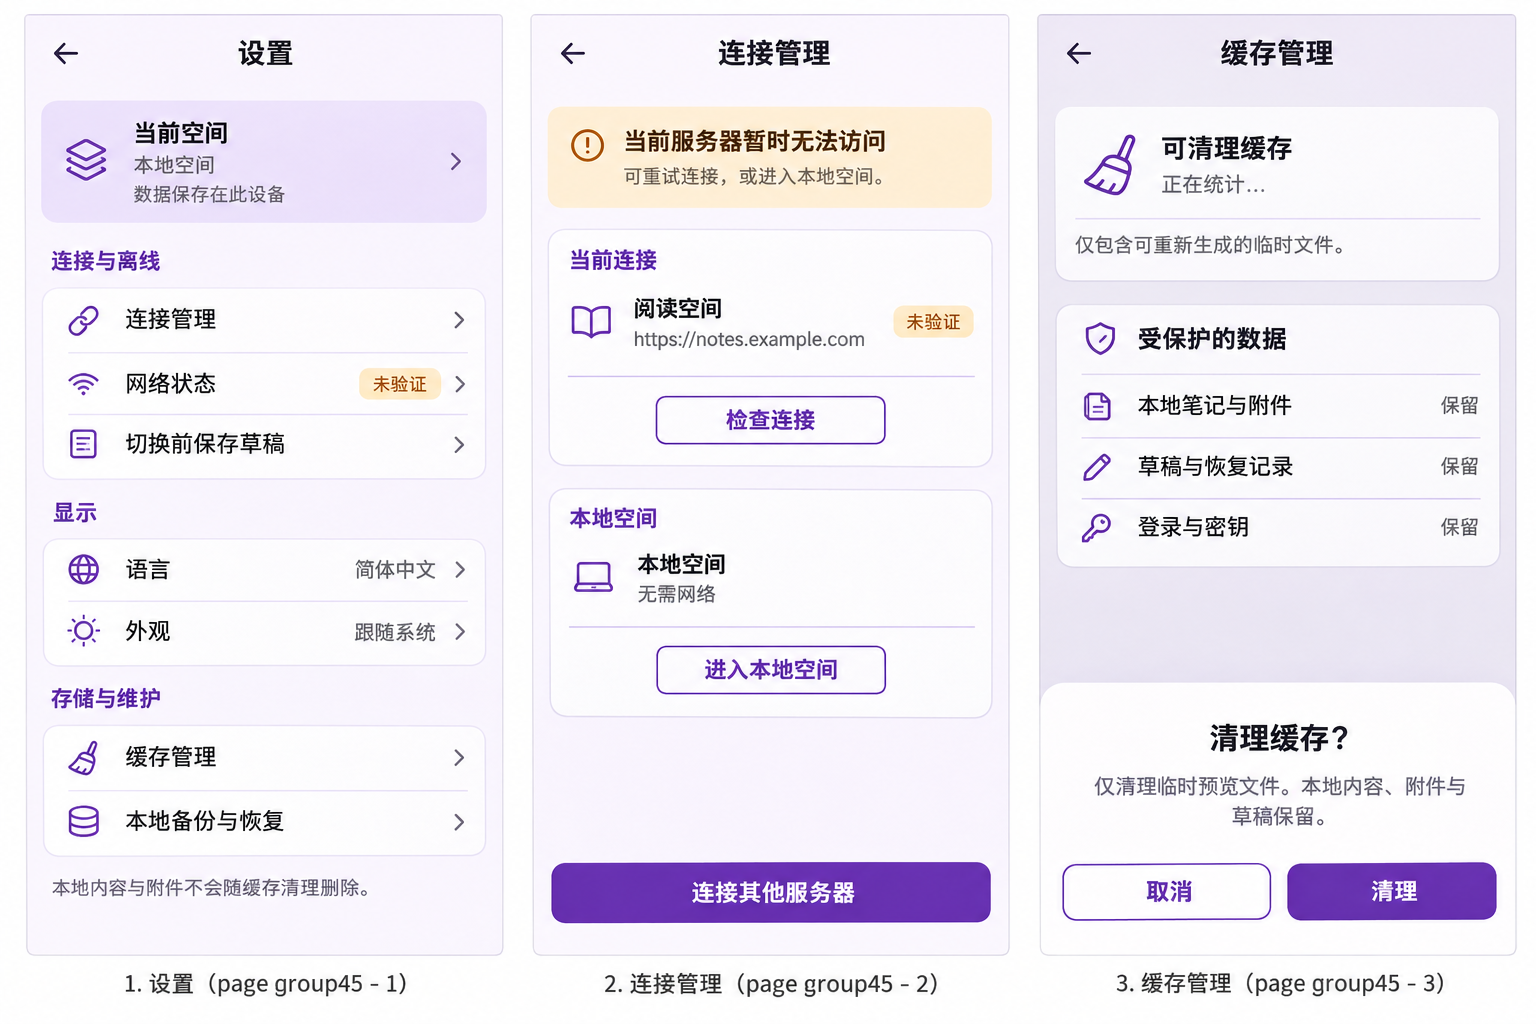 设置
当前空间
本地空间
数据保存在此设备
连接与离线
连接管理
网络状态
未验证
切换前保存草稿
显示
语言
简体中文
外观
跟随系统
存储与维护
缓存管理
本地备份与恢复
本地内容与附件不会随缓存清理删除。
1. 设置（page group45 - 1）
连接管理
当前服务器暂时无法访问
可重试连接，或进入本地空间。
当前连接
阅读空间
https://notes.example.com
未验证
检查连接
本地空间
本地空间
无需网络
进入本地空间
连接其他服务器
2. 连接管理（page group45 - 2）
缓存管理
可清理缓存
正在统计...
仅包含可重新生成的临时文件。
受保护的数据
本地笔记与附件
保留
草稿与恢复记录
保留
登录与密钥
保留
清理缓存？
仅清理临时预览文件。本地内容、附件与
草稿保留。
取消
清理
3. 缓存管理（page group45 - 3）